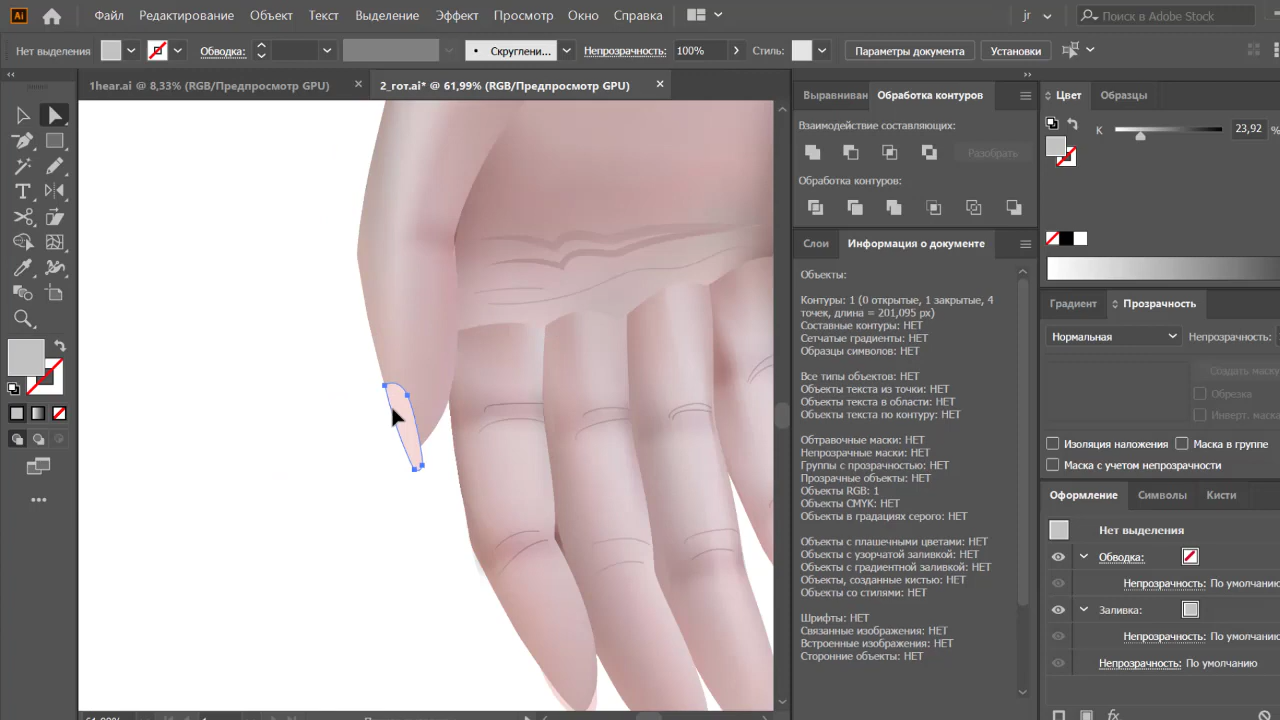 Ai Файл Редактирование Объект Текст Выделение Эффект Просмотр Окно Справка jr Поиск в Adobe Stock
Нет выделения Обводка: Скруглени... Непрозрачность: 100% Стиль: Параметры документа Установки
1hear.ai @ 8,33% (RGB/Предпросмотр GPU) × 2_гот.ai* @ 61,99% (RGB/Предпросмотр GPU) ×
Выравниван Обработка контуров
Взаимодействие составляющих:
Разобрать
Обработка контуров:
Слои Информация о документе
Объекты:
Контуры: 1 (0 открытые, 1 закрытые, 4
точек, длина = 201,095 px)
Составные контуры: НЕТ
Сетчатые градиенты: НЕТ
Образцы символов: НЕТ
Все типы объектов: НЕТ
Объекты текста из точки: НЕТ
Объекты текста в области: НЕТ
Объекты текста по контуру: НЕТ
Обтравочные маски: НЕТ
Непрозрачные маски: НЕТ
Группы с прозрачностью: НЕТ
Прозрачные объекты: НЕТ
Объекты RGB: 1
Объекты CMYK: НЕТ
Объекты в градациях серого: НЕТ
Объекты с плашечными цветами: НЕТ
Объекты с узорчатой заливкой: НЕТ
Объекты с градиентной заливкой: НЕТ
Объекты, созданные кистью: НЕТ
Объекты со стилями: НЕТ
Шрифты: НЕТ
Связанные изображения: НЕТ
Встроенные изображения: НЕТ
Сторонние объекты: НЕТ
Цвет Образцы
K 23,92 %
Градиент Прозрачность
Нормальная Непрозрачность:
Создать маску
Обрезка
Инверт. маск
Изоляция наложения Маска в группе
Маска с учетом непрозрачности
Оформление Символы Кисти
Нет выделения
Обводка:
Непрозрачность: По умолчанию
Заливка:
Непрозрачность: По умолчанию
Непрозрачность: По умолчанию
fx